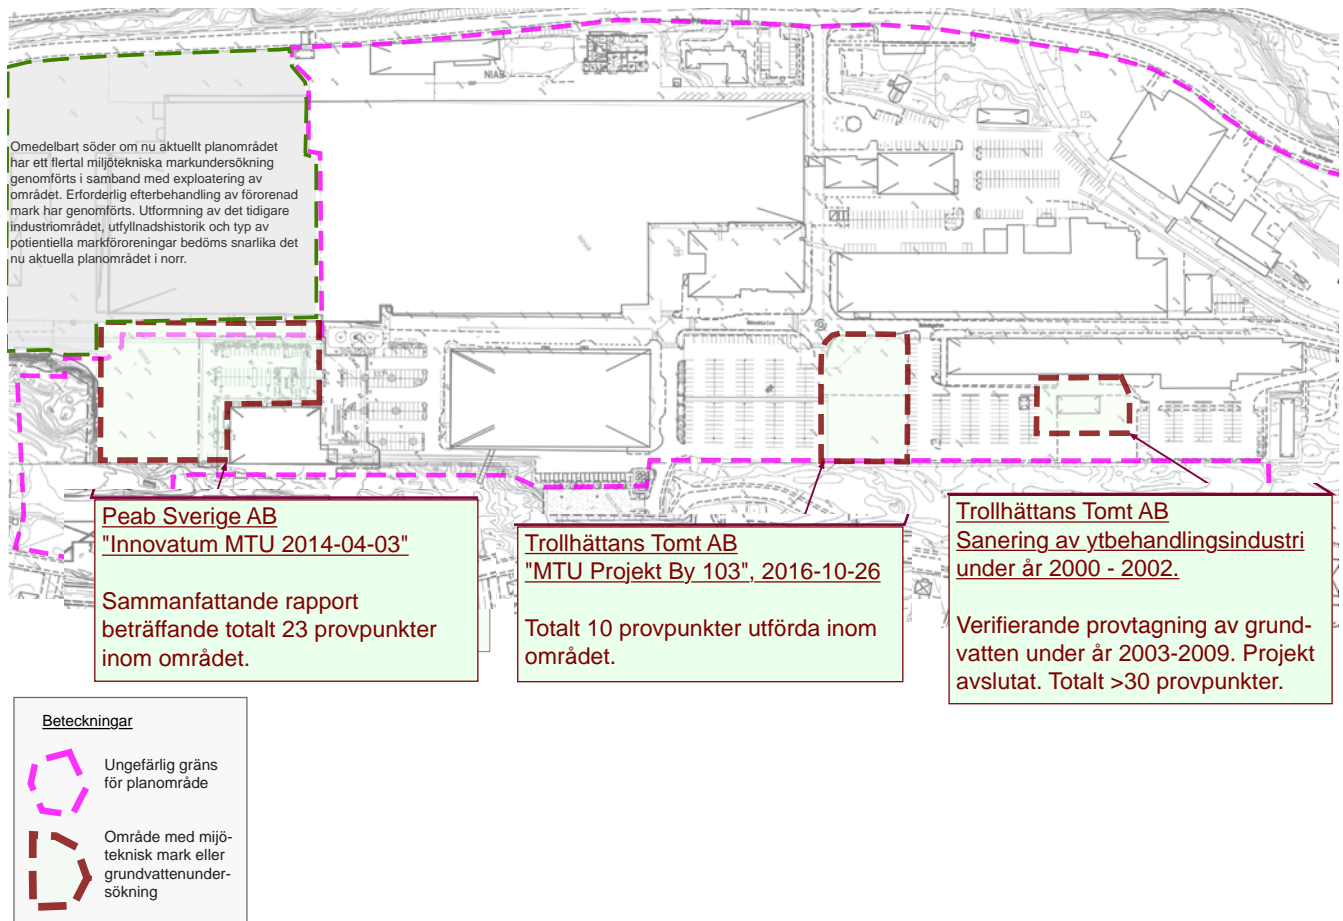 NIAB
Omedelbart söder om nu aktuellt planområdet
har ett flertal miljötekniska markundersökning
genomförts i samband med exploatering av
området. Erforderlig efterbehandling av förorenad
mark har genomförts. Utformning av det tidigare
industriområdet, utfyllnadshistorik och typ av
potientiella markföroreningar bedöms snarlika det
nu aktuella planområdet i norr.
Peab Sverige AB
"Innovatum MTU 2014-04-03"
Sammanfattande rapport
beträffande totalt 23 provpunkter
inom området.
Trollhättans Tomt AB
"MTU Projekt By 103", 2016-10-26
Totalt 10 provpunkter utförda inom
området.
Trollhättans Tomt AB
Sanering av ytbehandlingsindustri
under år 2000 - 2002.
Verifierande provtagning av grund-
vatten under år 2003-2009. Projekt
avslutat. Totalt >30 provpunkter.
Beteckningar
Ungefärlig gräns
för planområde
Område med mijö-
teknisk mark eller
grundvattenunder-
sökning